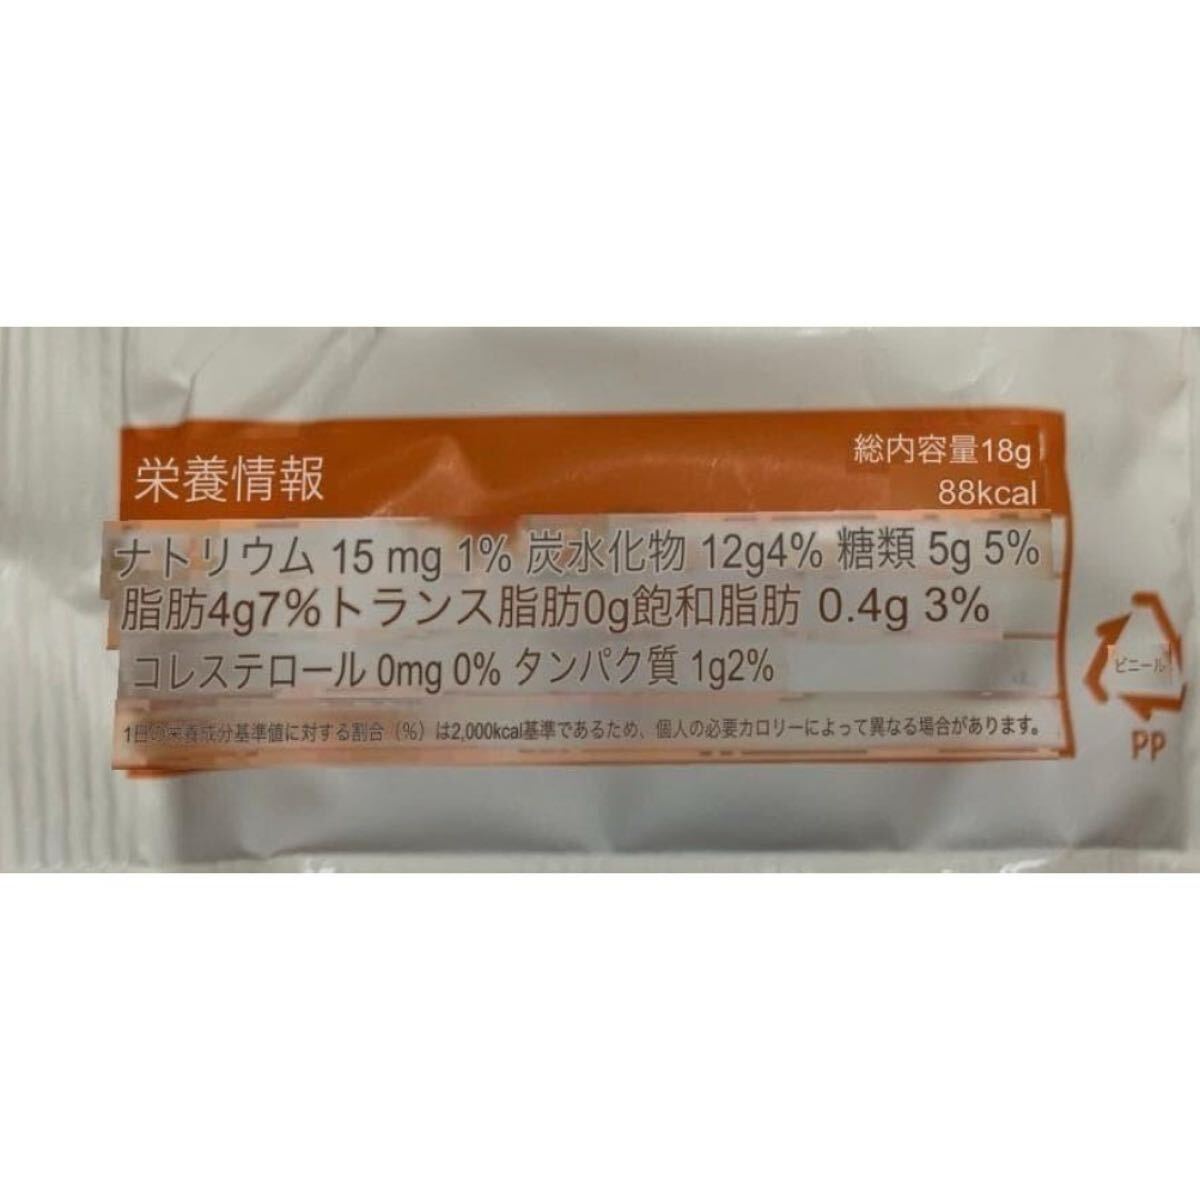 栄養情報
総内容量18g
88kcal
ナトリウム 15 mg 1% 炭水化物 12g4% 糖類 5g 5%
脂肪4g7%トランス脂肪0g飽和脂肪 0.4g 3%
コレステロール 0mg 0% タンパク質 1g2%
1日の栄養成分基準値に対する割合（%）は2,000kcal基準であるため、個人の必要カロリーによって異なる場合があります。
ビニール
PP